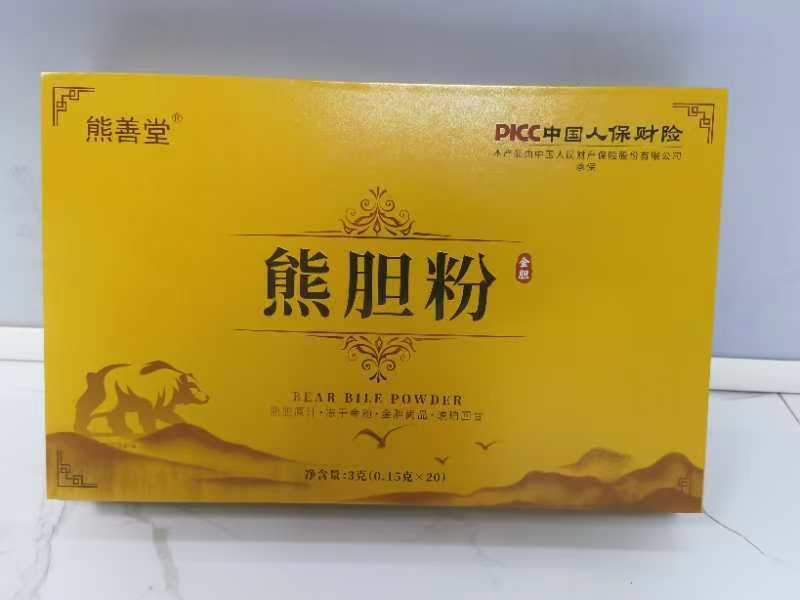 熊善堂®
PICC中国人保财险
本产品由中国人民财产保险股份有限公司
承保
熊胆粉
金胆
BEAR BILE POWDER
净含量:3克(0.15克×20)